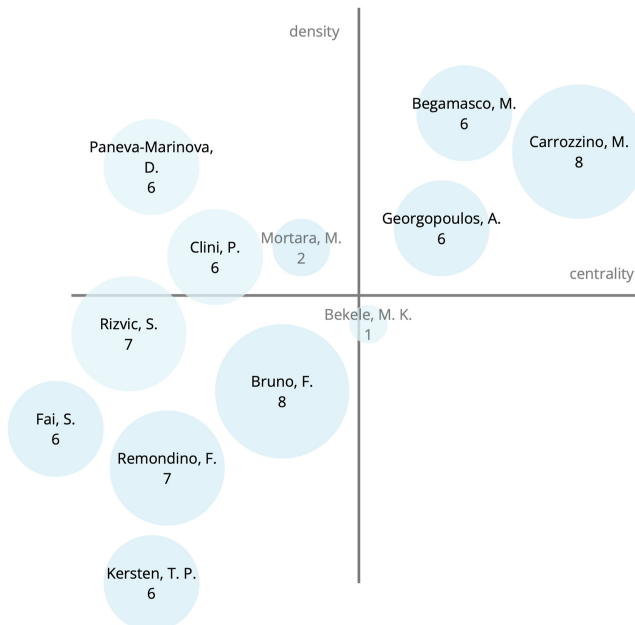 density
Begamasco, M.
6
Carrozzino, M.
8
Paneva-Marinova,
D.
6
Georgopoulos, A.
6
Mortara, M.
2
Clini, P.
6
centrality
Bekele, M. K.
1
Rizvic, S.
7
Bruno, F.
8
Fai, S.
6
Remondino, F.
7
Kersten, T. P.
6